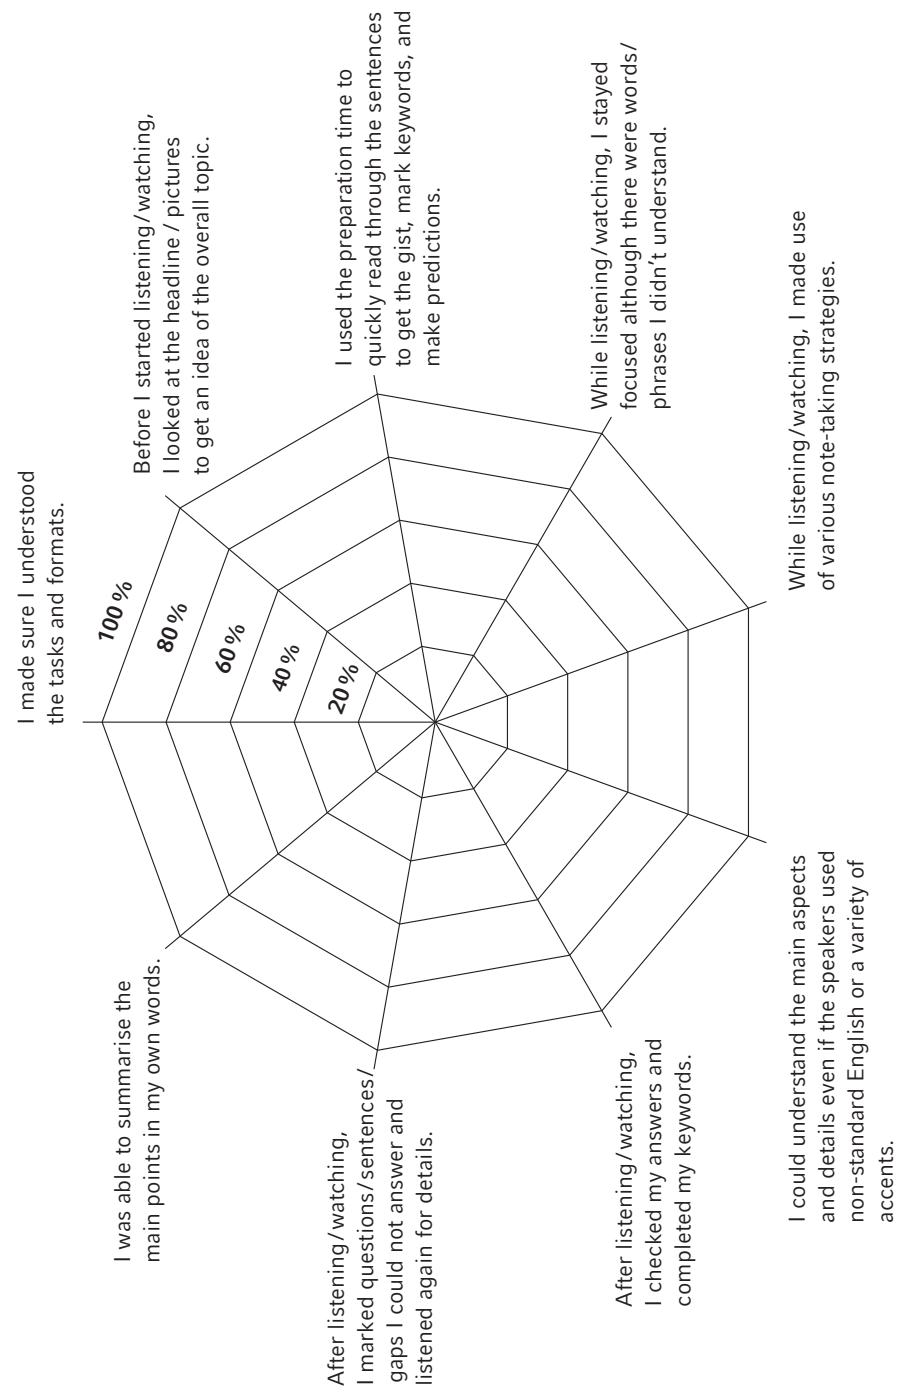 I made sure I understood
the tasks and formats.
Before I started listening/watching,
I looked at the headline / pictures
to get an idea of the overall topic.
I used the preparation time to
quickly read through the sentences
to get the gist, mark keywords, and
make predictions.
While listening/watching, I stayed
focused although there were words/
phrases I didn’t understand.
While listening/watching, I made use
of various note-taking strategies.
I could understand the main aspects
and details even if the speakers used
non-standard English or a variety of
accents.
After listening/watching,
I checked my answers and
completed my keywords.
After listening/watching,
I marked questions/sentences/
gaps I could not answer and
listened again for details.
I was able to summarise the
main points in my own words.
100 %
80 %
60 %
40 %
20 %